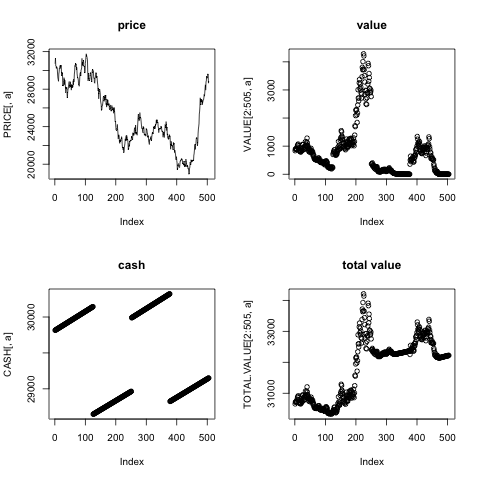 price
PRICE[, a]
32000
28000
24000
20000
0 100 200 300 400 500
Index
value
VALUE[2:505, a]
3000
1000
0
0 100 200 300 400 500
Index
cash
CASH[, a]
30000
29000
0 100 200 300 400 500
Index
total value
TOTAL.VALUE[2:505, a]
33000
31000
0 100 200 300 400 500
Index